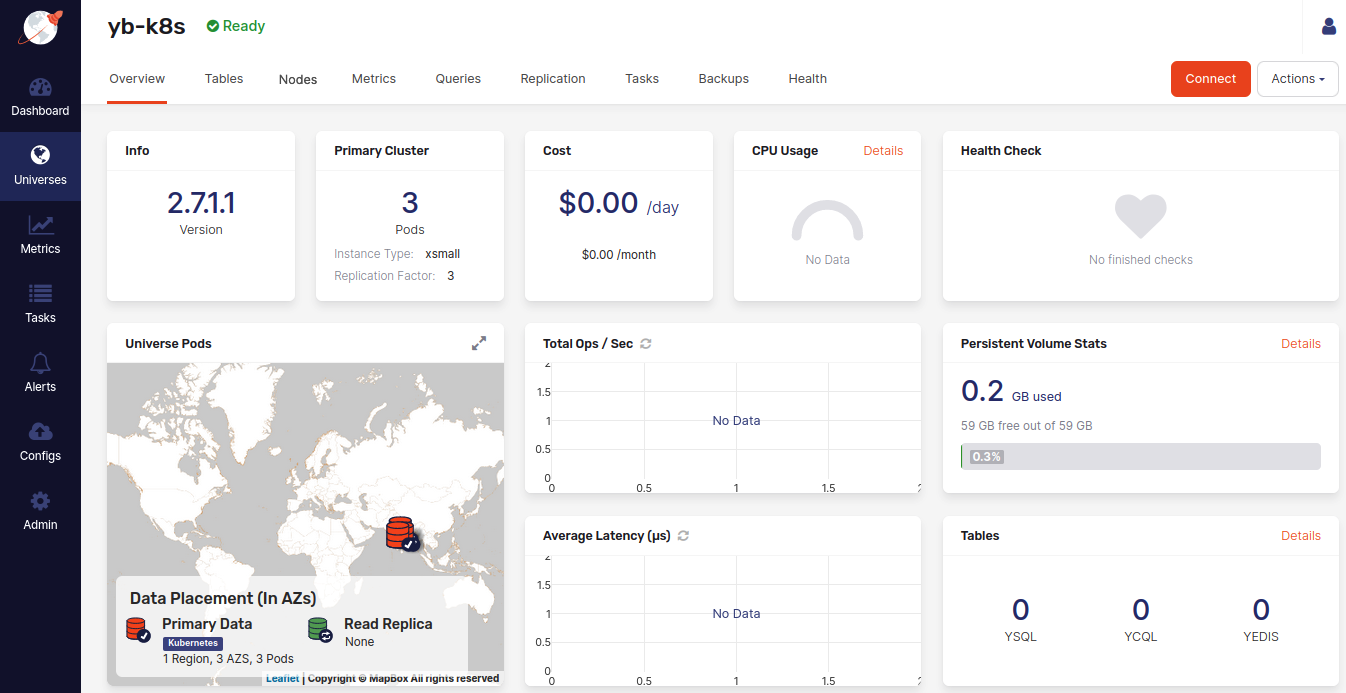 yb-k8s
Ready
Overview Tables Nodes Metrics Queries Replication Tasks Backups Health
Connect
Actions
Dashboard
Universes
Metrics
Tasks
Alerts
Configs
Admin
Info
2.7.1.1
Version
Primary Cluster
3
Pods
Instance Type: xsmall
Replication Factor: 3
Cost
$0.00 /day
$0.00 /month
CPU Usage
Details
No Data
Health Check
No finished checks
Universe Pods
Data Placement (In AZs)
Primary Data
Kubernetes
1 Region, 3 AZS, 3 Pods
Read Replica
None
Leaflet | Copyright © MapBox All rights reserved
Total Ops / Sec
2
1.5
1
0.5
0
No Data
0 0.5 1 1.5 2
Persistent Volume Stats
Details
0.2 GB used
59 GB free out of 59 GB
0.3%
Average Latency (µs)
2
1.5
1
0.5
0
No Data
0 0.5 1 1.5 2
Tables
Details
0
YSQL
0
YCQL
0
YEDIS